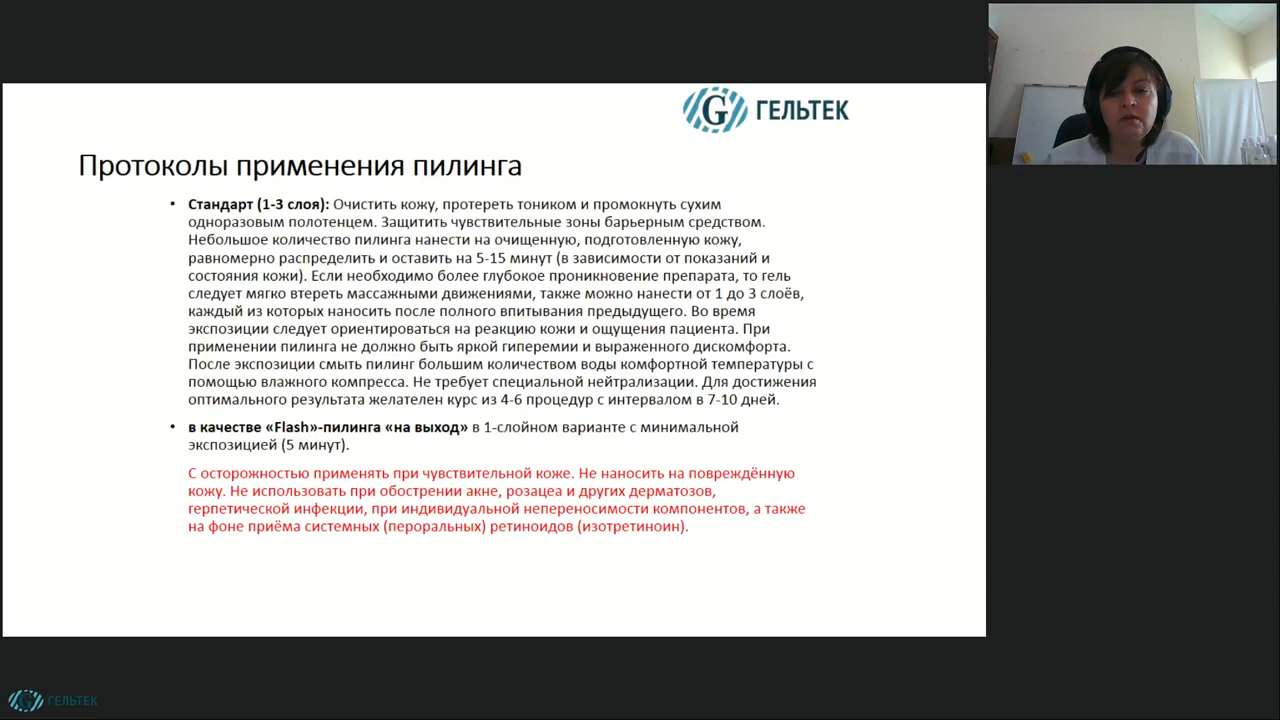 ГЕЛЬТЕК
Протоколы применения пилинга
• Стандарт (1-3 слоя): Очистить кожу, протереть тоником и промокнуть сухим
одноразовым полотенцем. Защитить чувствительные зоны барьерным средством.
Небольшое количество пилинга нанести на очищенную, подготовленную кожу,
равномерно распределить и оставить на 5-15 минут (в зависимости от показаний и
состояния кожи). Если необходимо более глубокое проникновение препарата, то гель
следует мягко втереть массажными движениями, также можно нанести от 1 до 3 слоёв,
каждый из которых наносить после полного впитывания предыдущего. Во время
экспозиции следует ориентироваться на реакцию кожи и ощущения пациента. При
применении пилинга не должно быть яркой гиперемии и выраженного дискомфорта.
После экспозиции смыть пилинг большим количеством воды комфортной температуры с
помощью влажного компресса. Не требует специальной нейтрализации. Для достижения
оптимального результата желателен курс из 4-6 процедур с интервалом в 7-10 дней.
• в качестве «Flash»-пилинга «на выход» в 1-слойном варианте с минимальной
экспозицией (5 минут).
С осторожностью применять при чувствительной коже. Не наносить на повреждённую
кожу. Не использовать при обострении акне, розацеа и других дерматозов,
герпетической инфекции, при индивидуальной непереносимости компонентов, а также
на фоне приёма системных (пероральных) ретиноидов (изотретиноин).
ГЕЛЬТЕК